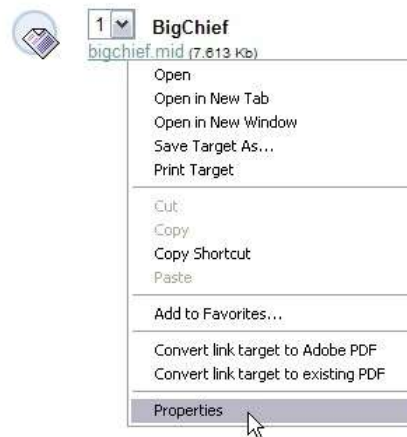 1 BigChief
bigchief.mid (7.613 Kb)
Open
Open in New Tab
Open in New Window
Save Target As...
Print Target
Cut
Copy
Copy Shortcut
Paste
Add to Favorites...
Convert link target to Adobe PDF
Convert link target to existing PDF
Properties